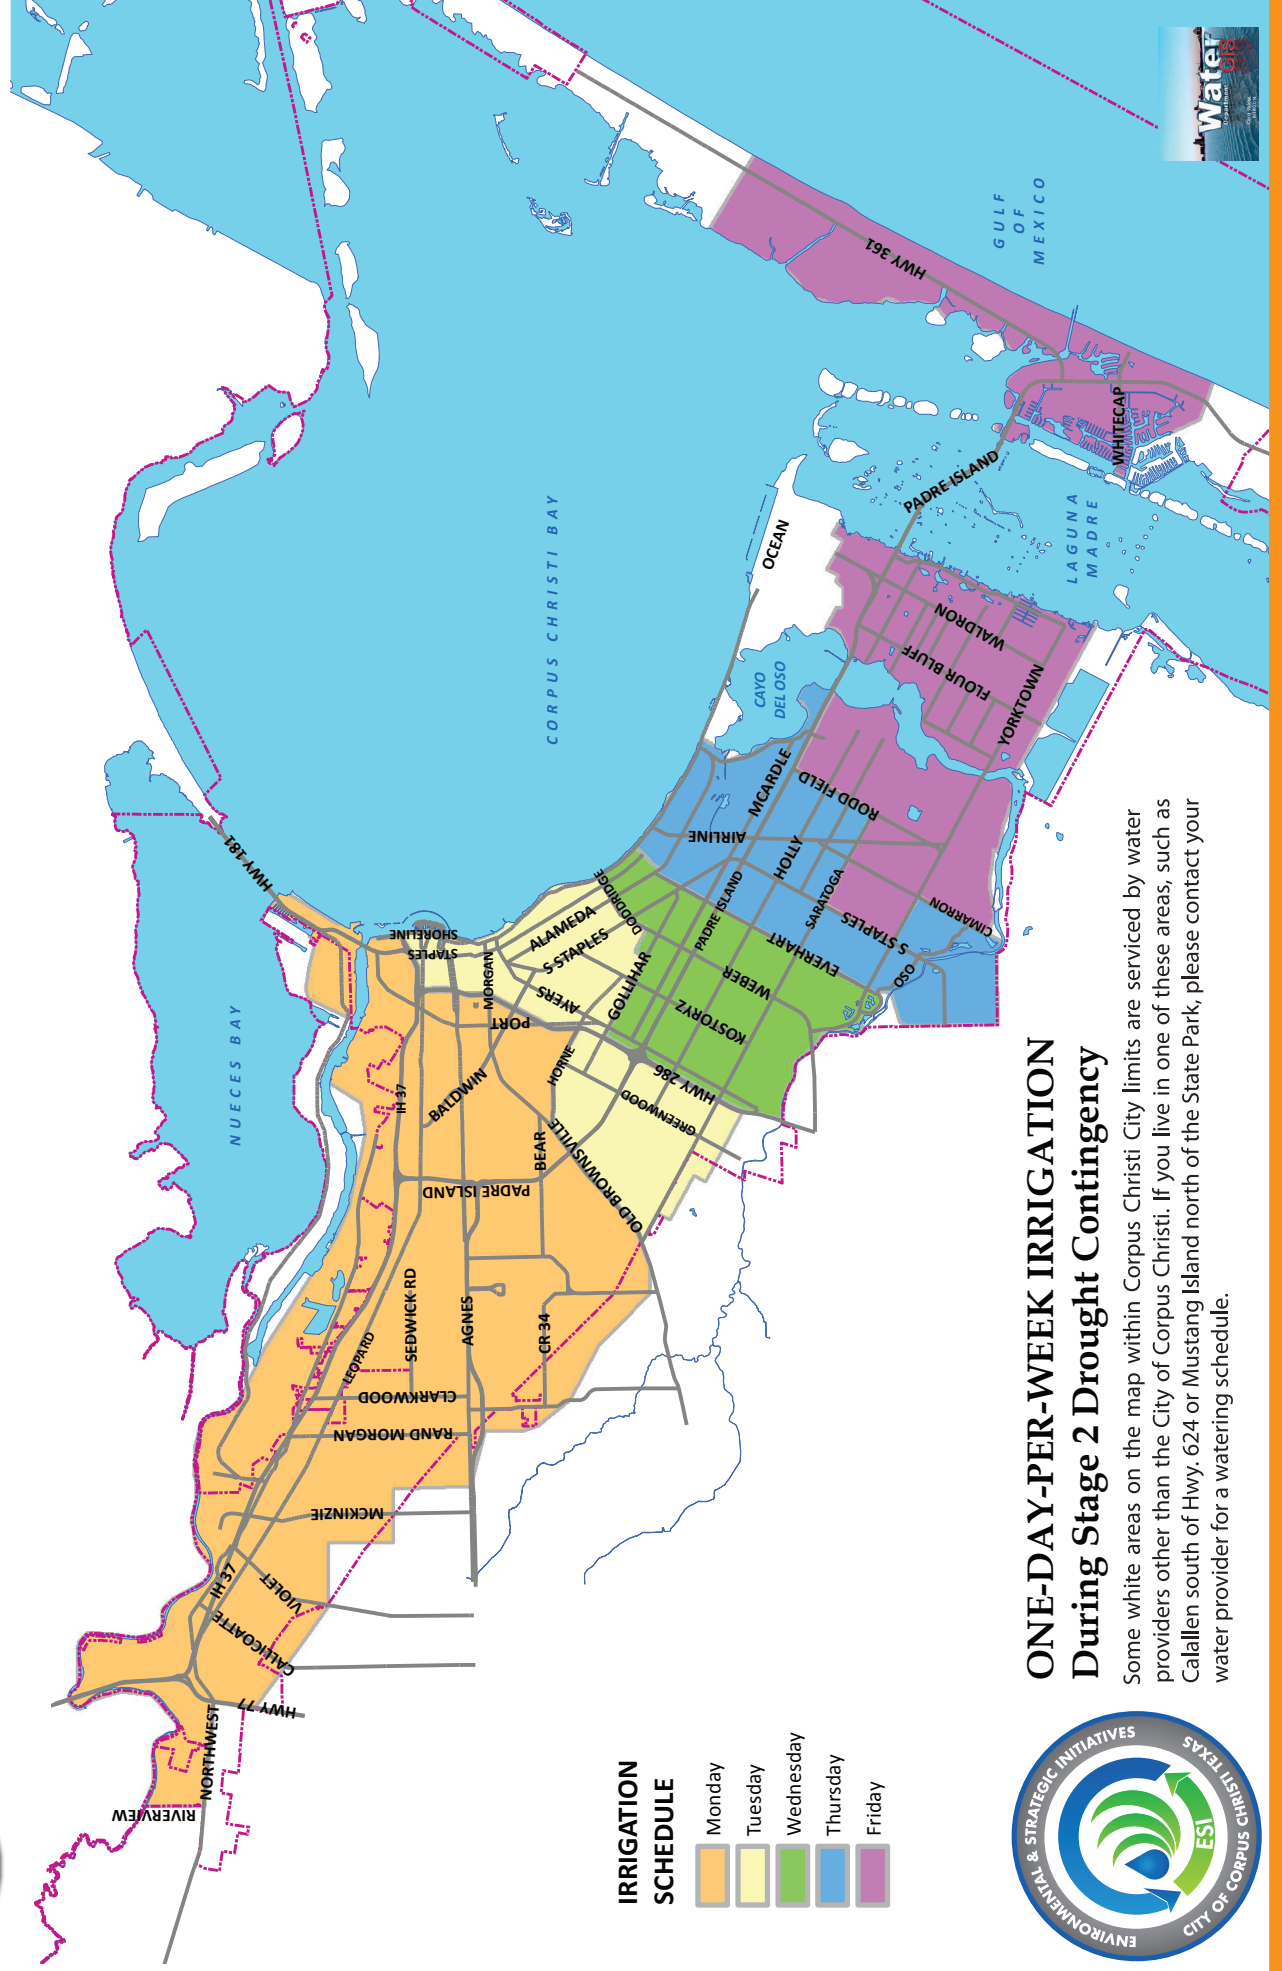 ONE-DAY-PER-WEEK IRRIGATION
During Stage 2 Drought Contingency
Some white areas on the map within Corpus Christi City limits are serviced by water
providers other than the City of Corpus Christi. If you live in one of these areas, such as
Calallen south of Hwy. 624 or Mustang Island north of the State Park, please contact your
water provider for a watering schedule.
IRRIGATION
SCHEDULE
Monday
Tuesday
Wednesday
Thursday
Friday
ENVIRONMENTAL & STRATEGIC INITIATIVES
CITY OF CORPUS CHRISTI TEXAS
ESI
RIVERVIEW
NORTHWEST
HWY 77
CALLICOATTE
VIOLET
IH 37
MCKINZIE
RAND MORGAN
CLARKWOOD
LEOPARD
SEDWICK RD
AGNES
CR 34
PADRE ISLAND
BEAR
OLD BROWNSVILLE
BALDWIN
IH 37
PORT
HORNE
GREENWOOD
HWY 286
MORGAN
AYERS
GOLLIHAR
KOSTORYZ
WEBER
STAPLES
SHORELINE
S STAPLES
ALAMEDA
DODDRIDGE
PADRE ISLAND
EVERHART
SARATOGA
S STAPLES
OSO
CIMARRON
HOLLY
AIRLINE
MCARDLE
RODD FIELD
YORKTOWN
FLOUR BLUFF
WALDRON
OCEAN
PADRE ISLAND
WHITECAP
HWY 361
HWY 181
NUECES BAY
CORPUS CHRISTI BAY
CAYO
DEL OSO
LAGUNA
MADRE
GULF
OF
MEXICO
Water
Department
GIS